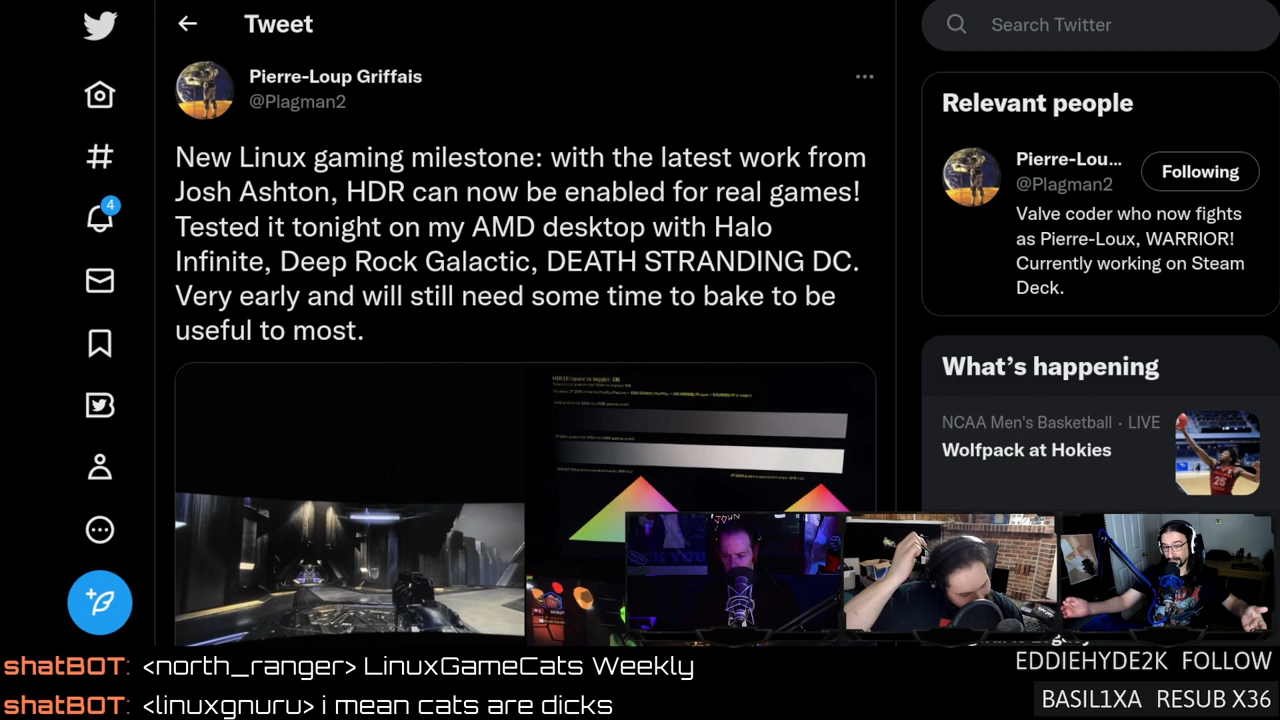 Tweet
Search Twitter
Pierre-Loup Griffais
@Plagman2
New Linux gaming milestone: with the latest work from
Josh Ashton, HDR can now be enabled for real games!
Tested it tonight on my AMD desktop with Halo
Infinite, Deep Rock Galactic, DEATH STRANDING DC.
Very early and will still need some time to bake to be
useful to most.
4
Relevant people
Pierre-Lou...
Following
@Plagman2
Valve coder who now fights
as Pierre-Loux, WARRIOR!
Currently working on Steam
Deck.
What's happening
NCAA Men's Basketball · LIVE
Wolfpack at Hokies
25
shatBOT: <north_ranger> LinuxGameCats Weekly
shatBOT: <linuxgnuru> i mean cats are dicks
EDDIEHYDE2K FOLLOW
BASIL1XA RESUB X36